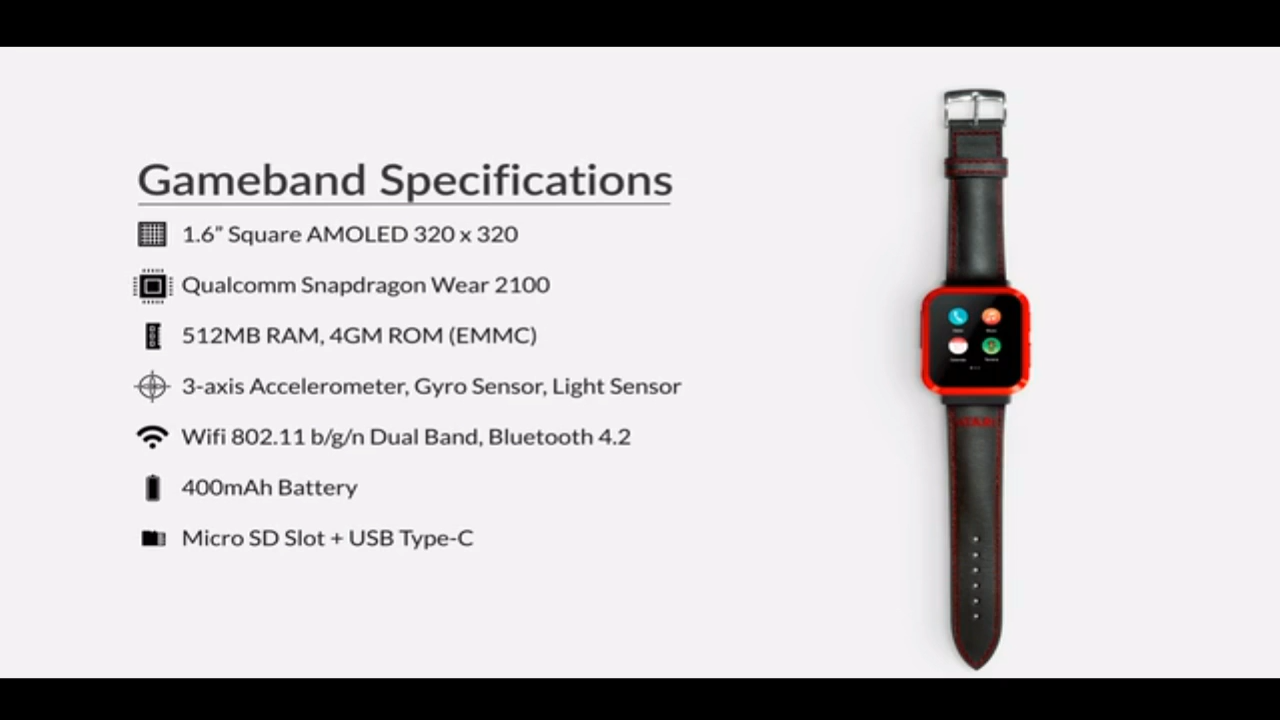 Gameband Specifications
1.6” Square AMOLED 320 x 320
Qualcomm Snapdragon Wear 2100
512MB RAM, 4GM ROM (EMMC)
3-axis Accelerometer, Gyro Sensor, Light Sensor
Wifi 802.11 b/g/n Dual Band, Bluetooth 4.2
400mAh Battery
Micro SD Slot + USB Type-C
ATARI